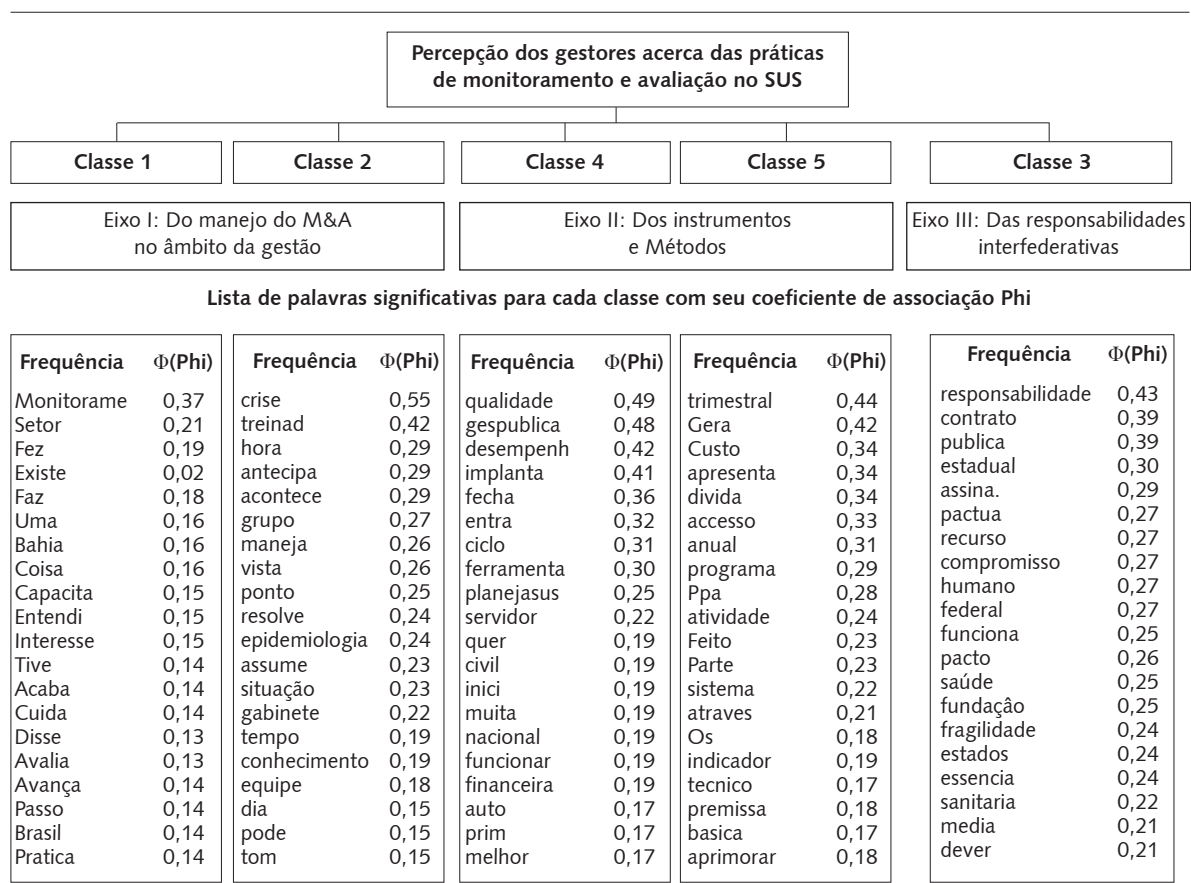 Percepção dos gestores acerca das práticas
de monitoramento e avaliação no SUS
Classe 1
Classe 2
Classe 4
Classe 5
Classe 3
Eixo I: Do manejo do M&A
no âmbito da gestão
Eixo II: Dos instrumentos
e Métodos
Eixo III: Das responsabilidades
interfederativas
Lista de palavras significativas para cada classe com seu coeficiente de associação Phi
Frequência Φ(Phi)
Monitorame 0,37
Setor 0,21
Fez 0,19
Existe 0,02
Faz 0,18
Uma 0,16
Bahia 0,16
Coisa 0,16
Capacita 0,15
Entendi 0,15
Interesse 0,15
Tive 0,14
Acaba 0,14
Cuida 0,14
Disse 0,13
Avalia 0,13
Avança 0,14
Passo 0,14
Brasil 0,14
Pratica 0,14
Frequência Φ(Phi)
crise 0,55
treinad 0,42
hora 0,29
antecipa 0,29
acontece 0,29
grupo 0,27
maneja 0,26
vista 0,26
ponto 0,25
resolve 0,24
epidemiologia 0,24
assume 0,23
situação 0,23
gabinete 0,22
tempo 0,19
conhecimento 0,19
equipe 0,18
dia 0,15
pode 0,15
tom 0,15
Frequência Φ(Phi)
qualidade 0,49
gespublica 0,48
desempenh 0,42
implanta 0,41
fecha 0,36
entra 0,32
ciclo 0,31
ferramenta 0,30
planejasus 0,25
servidor 0,22
quer 0,19
civil 0,19
inici 0,19
muita 0,19
nacional 0,19
funcionar 0,19
financeira 0,19
auto 0,17
prim 0,17
melhor 0,17
Frequência Φ(Phi)
trimestral 0,44
Gera 0,42
Custo 0,34
apresenta 0,34
divida 0,34
accesso 0,33
anual 0,31
programa 0,29
Ppa 0,28
atividade 0,24
Feito 0,23
Parte 0,23
sistema 0,22
atraves 0,21
Os 0,18
indicador 0,19
tecnico 0,17
premissa 0,18
basica 0,17
aprimorar 0,18
Frequência Φ(Phi)
responsabilidade 0,43
contrato 0,39
publica 0,39
estadual 0,30
assina. 0,29
pactua 0,27
recurso 0,27
compromisso 0,27
humano 0,27
federal 0,27
funciona 0,25
pacto 0,26
saúde 0,25
fundaçâo 0,25
fragilidade 0,24
estados 0,24
essencia 0,24
sanitaria 0,22
media 0,21
dever 0,21